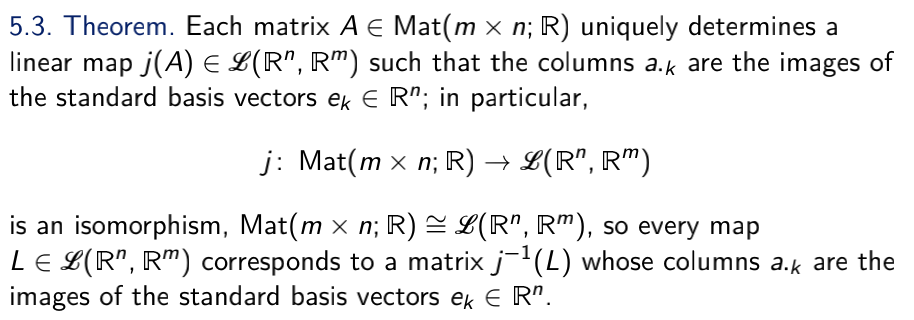 5.3. Theorem. Each matrix A ∈ Mat(m × n; ℝ) uniquely determines a
linear map j(A) ∈ ℒ(ℝⁿ, ℝᵐ) such that the columns a.ₖ are the images of
the standard basis vectors eₖ ∈ ℝⁿ; in particular,
j: Mat(m × n; ℝ) → ℒ(ℝⁿ, ℝᵐ)
is an isomorphism, Mat(m × n; ℝ) ≅ ℒ(ℝⁿ, ℝᵐ), so every map
L ∈ ℒ(ℝⁿ, ℝᵐ) corresponds to a matrix j⁻¹(L) whose columns a.ₖ are the
images of the standard basis vectors eₖ ∈ ℝⁿ.